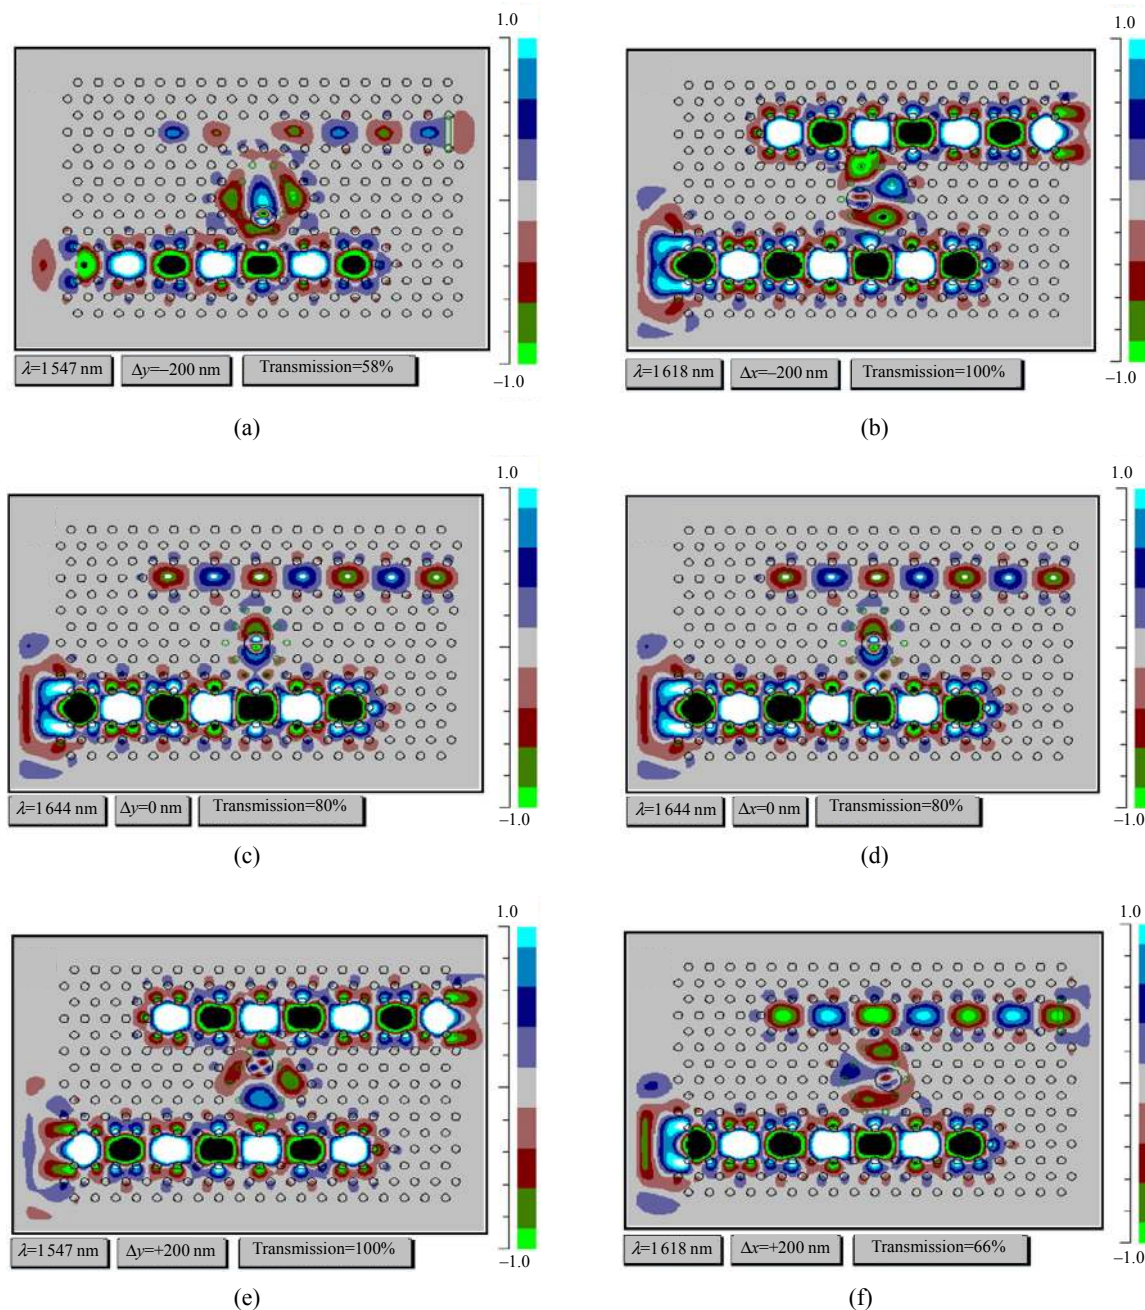 1.0
1.0
λ=1 547 nm Δy=–200 nm Transmission=58%
–1.0
λ=1 618 nm Δx=–200 nm Transmission=100%
–1.0
(a)
(b)
1.0
1.0
λ=1 644 nm Δy=0 nm Transmission=80%
–1.0
λ=1 644 nm Δx=0 nm Transmission=80%
–1.0
(c)
(d)
1.0
1.0
λ=1 547 nm Δy=+200 nm Transmission=100%
–1.0
λ=1 618 nm Δx=+200 nm Transmission=66%
–1.0
(e)
(f)